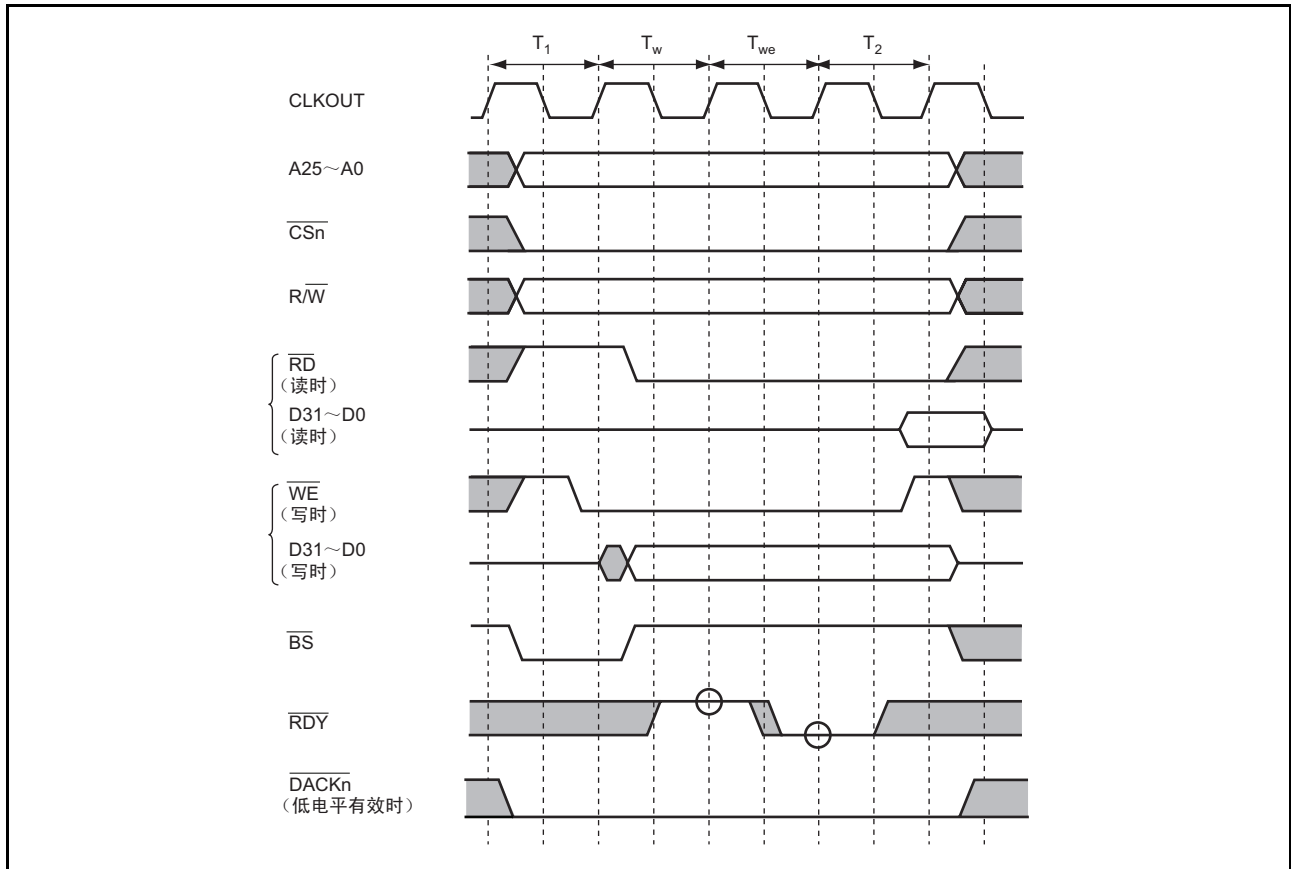 T1 Tw Twe T2
CLKOUT
A25～A0
CSn
R/W
RD
（读时）
D31～D0
（读时）
WE
（写时）
D31～D0
（写时）
BS
RDY
DACKn
（低电平有效时）